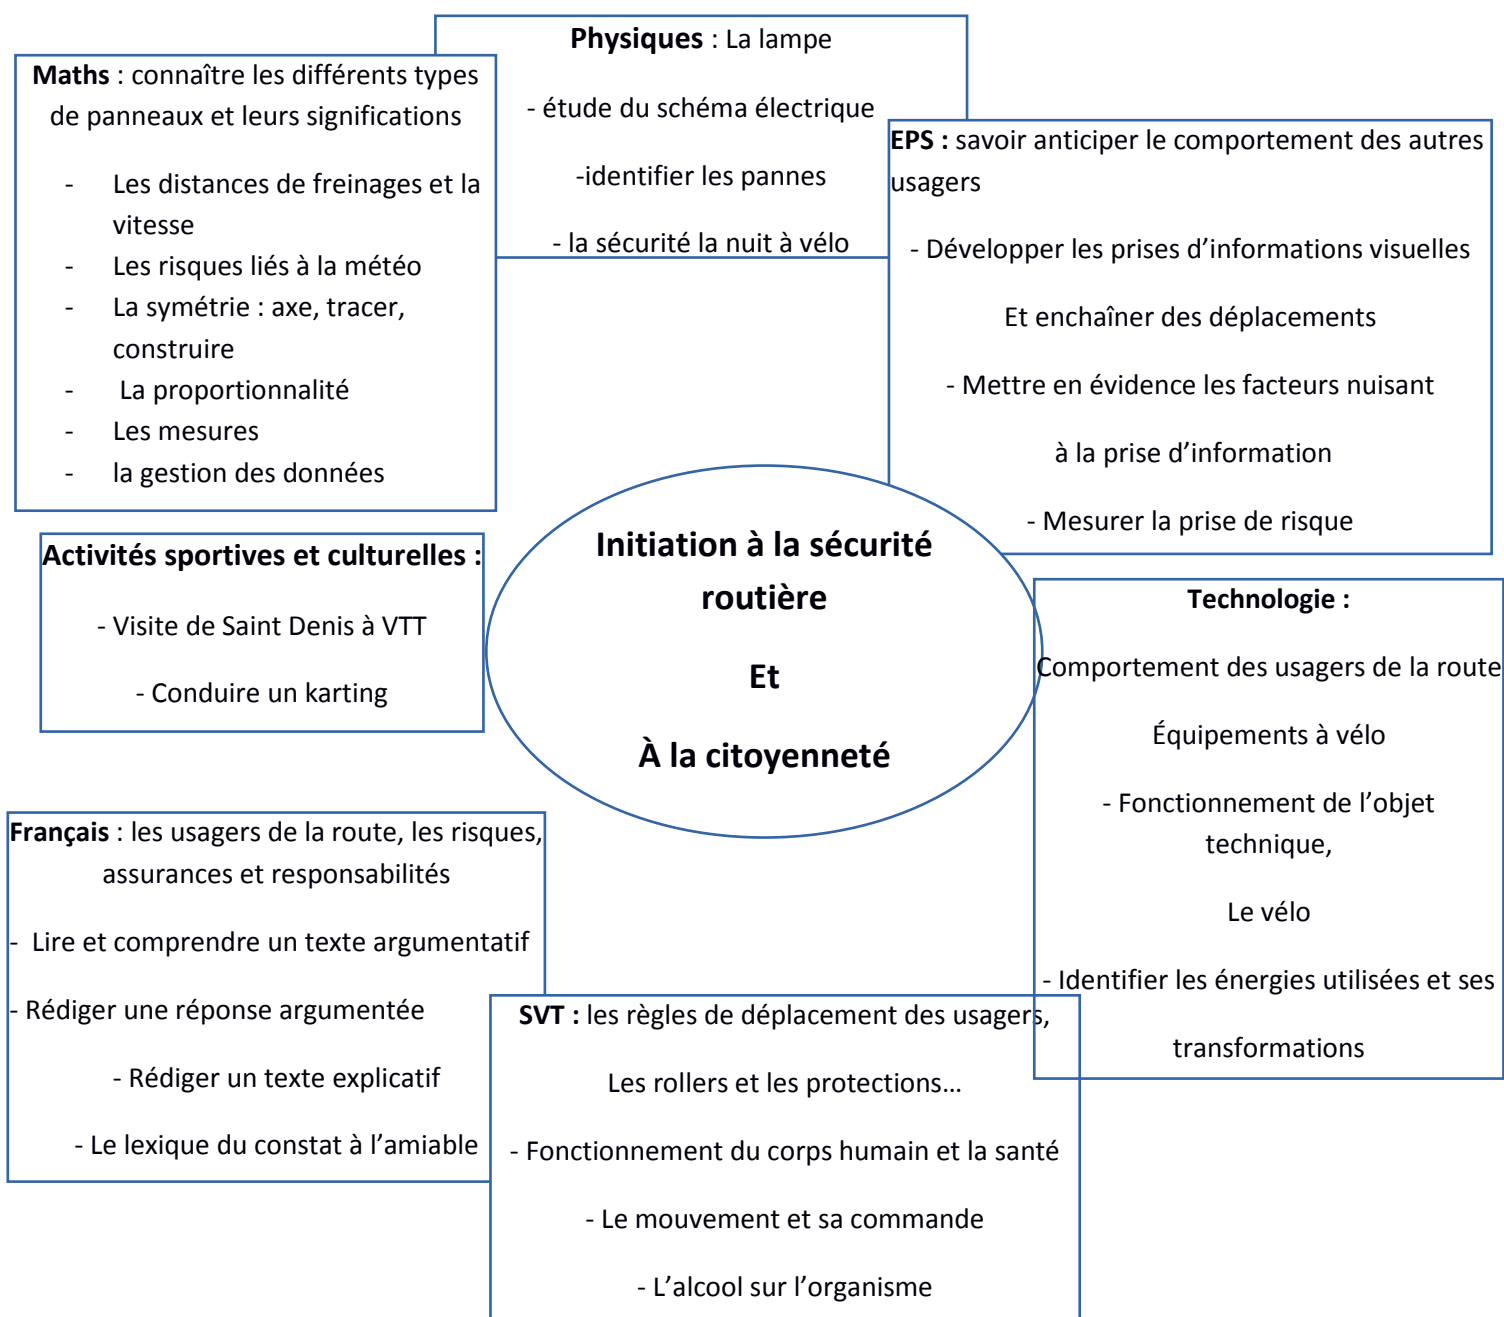 Physiques : La lampe
- étude du schéma électrique
-identifier les pannes
- la sécurité la nuit à vélo
Maths : connaître les différents types
de panneaux et leurs significations
- Les distances de freinages et la
vitesse
- Les risques liés à la météo
- La symétrie : axe, tracer,
construire
- La proportionnalité
- Les mesures
- la gestion des données
EPS : savoir anticiper le comportement des autres
usagers
- Développer les prises d’informations visuelles
Et enchaîner des déplacements
- Mettre en évidence les facteurs nuisant
à la prise d’information
- Mesurer la prise de risque
Activités sportives et culturelles :
- Visite de Saint Denis à VTT
- Conduire un karting
Initiation à la sécurité
routière
Et
À la citoyenneté
Technologie :
Comportement des usagers de la route
Équipements à vélo
- Fonctionnement de l’objet
technique,
Le vélo
- Identifier les énergies utilisées et ses
transformations
Français : les usagers de la route, les risques,
assurances et responsabilités
- Lire et comprendre un texte argumentatif
- Rédiger une réponse argumentée
- Rédiger un texte explicatif
- Le lexique du constat à l’amiable
SVT : les règles de déplacement des usagers,
Les rollers et les protections…
- Fonctionnement du corps humain et la santé
- Le mouvement et sa commande
- L’alcool sur l’organisme